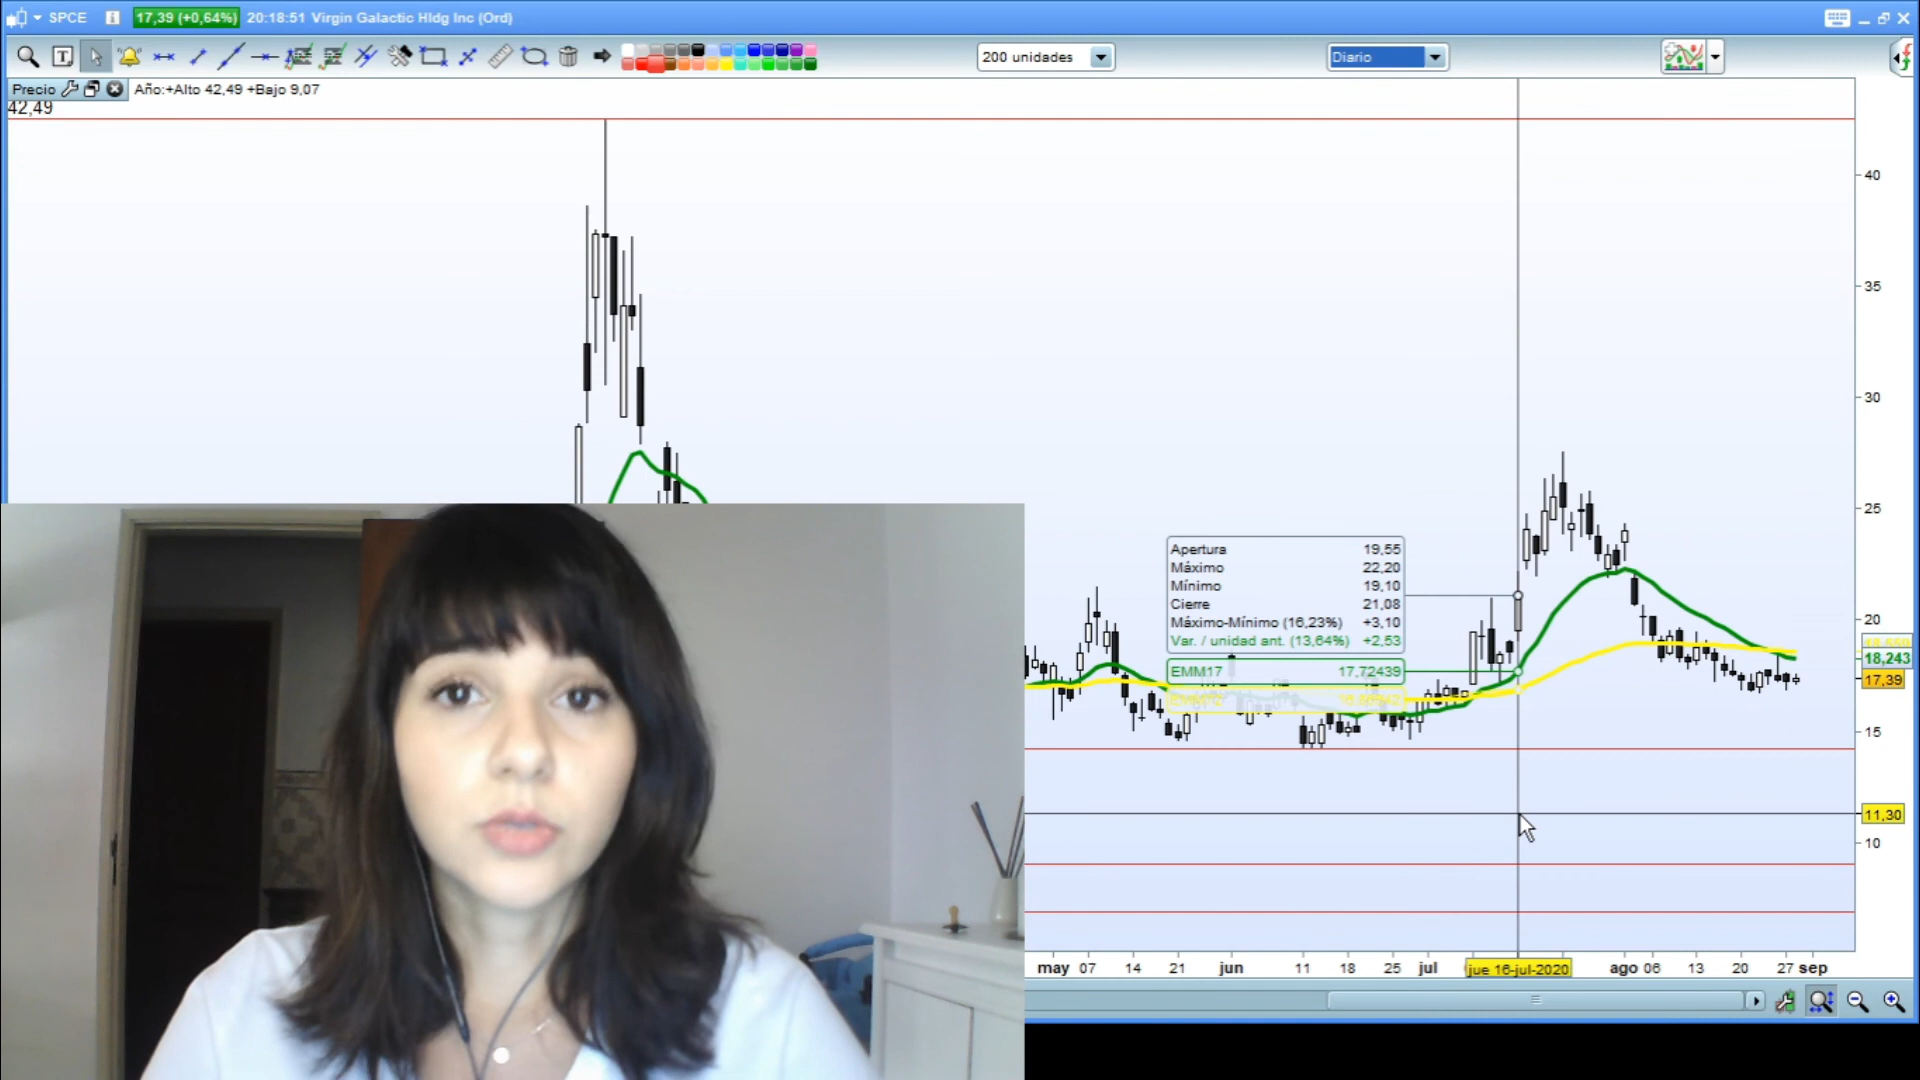 SPCE 17,39 (+0,64%) 20:18:51 Virgin Galactic Hldg Inc (Ord)
200 unidades
Diario
Precio Año:+Alto 42,49 +Bajo 9,07
42,49
40
35
30
25
20
18,243
17,39
15
11,30
10
Apertura 19,55
Máximo 22,20
Mínimo 19,10
Cierre 21,08
Máximo-Mínimo (16,23%) +3,10
Var. / unidad ant. (13,64%) +2,53
EMM17 17,72439
may 07 14 21 jun 11 18 25 jul jue 16-jul-2020 ago 06 13 20 27 sep